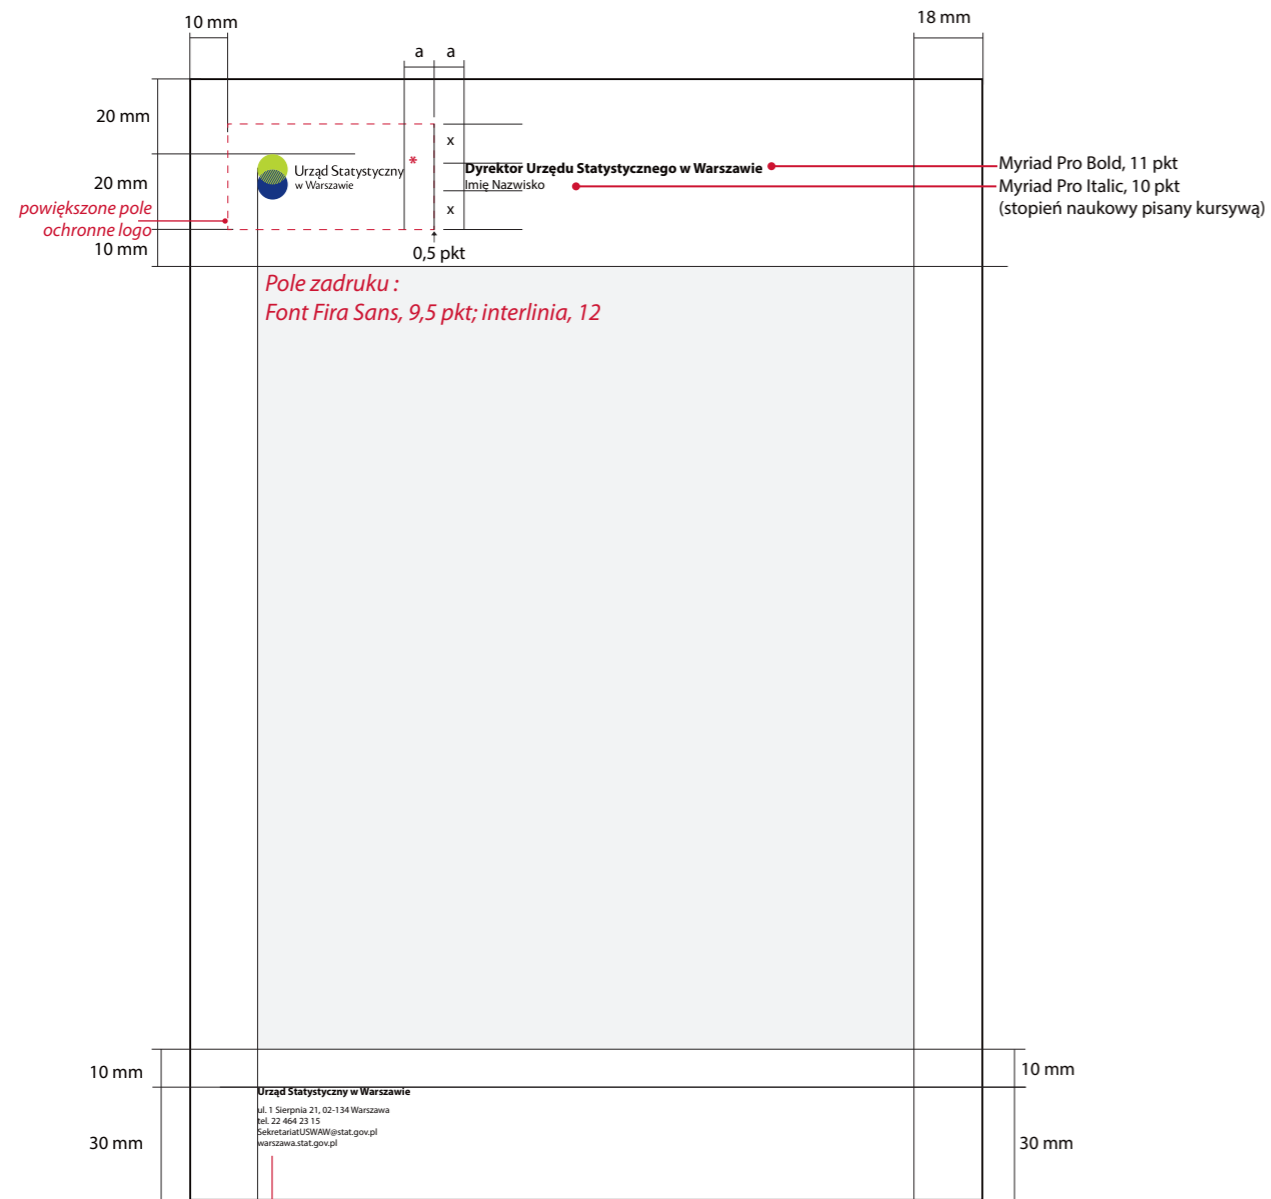 10 mm
18 mm
a a
20 mm
x
*
Urząd Statystyczny
w Warszawie
Dyrektor Urzędu Statystycznego w Warszawie
Imię Nazwisko
Myriad Pro Bold, 11 pkt
Myriad Pro Italic, 10 pkt
(stopień naukowy pisany kursywą)
20 mm
powiększone pole
ochronne logo
x
10 mm
0,5 pkt
Pole zadruku :
Font Fira Sans, 9,5 pkt; interlinia, 12
10 mm
10 mm
Urząd Statystyczny w Warszawie
ul. 1 Sierpnia 21, 02-134 Warszawa
tel. 22 464 23 15
SekretariatUSWAW@stat.gov.pl
warszawa.stat.gov.pl
30 mm
30 mm